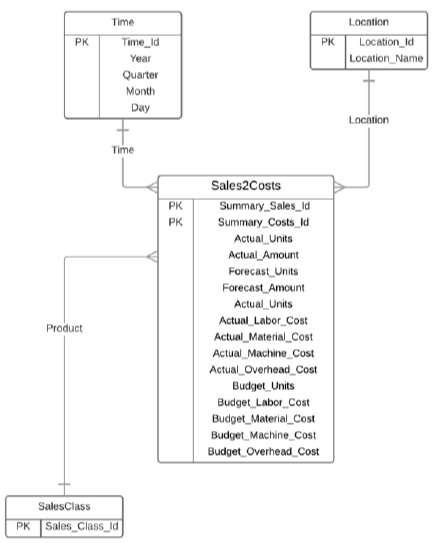 Time
PK Time_Id
Year
Quarter
Month
Day
Location
PK Location_Id
Location_Name
Time
Location
Sales2Costs
PK Summary_Sales_Id
PK Summary_Costs_Id
Actual_Units
Actual_Amount
Forecast_Units
Forecast_Amount
Actual_Units
Actual_Labor_Cost
Actual_Material_Cost
Actual_Machine_Cost
Actual_Overhead_Cost
Budget_Units
Budget_Labor_Cost
Budget_Material_Cost
Budget_Machine_Cost
Budget_Overhead_Cost
Product
SalesClass
PK Sales_Class_Id